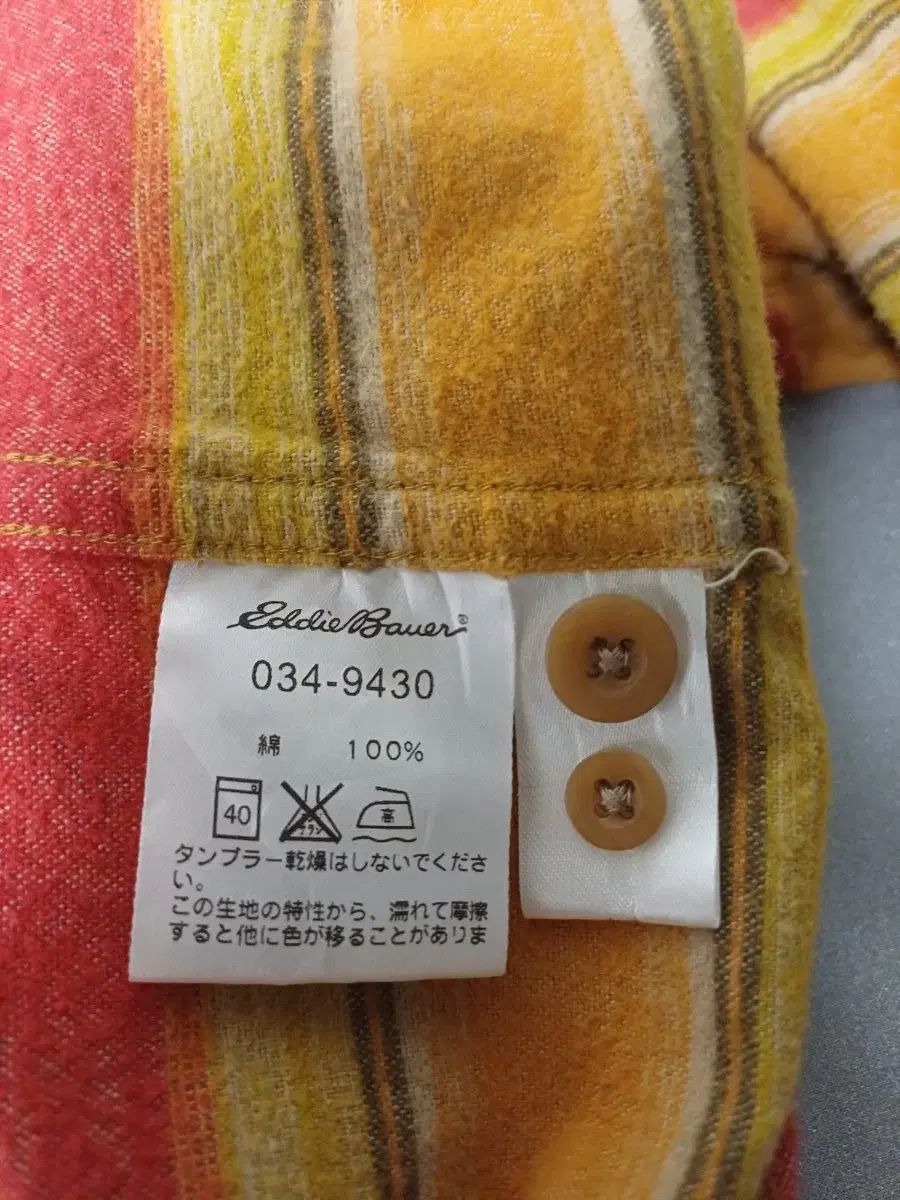 Eddie Bauer®
034-9430
綿 100%
40 高
タンブラー乾燥はしないでくださ
い。
この生地の特性から、濡れて摩擦
すると他に色が移ることがありま